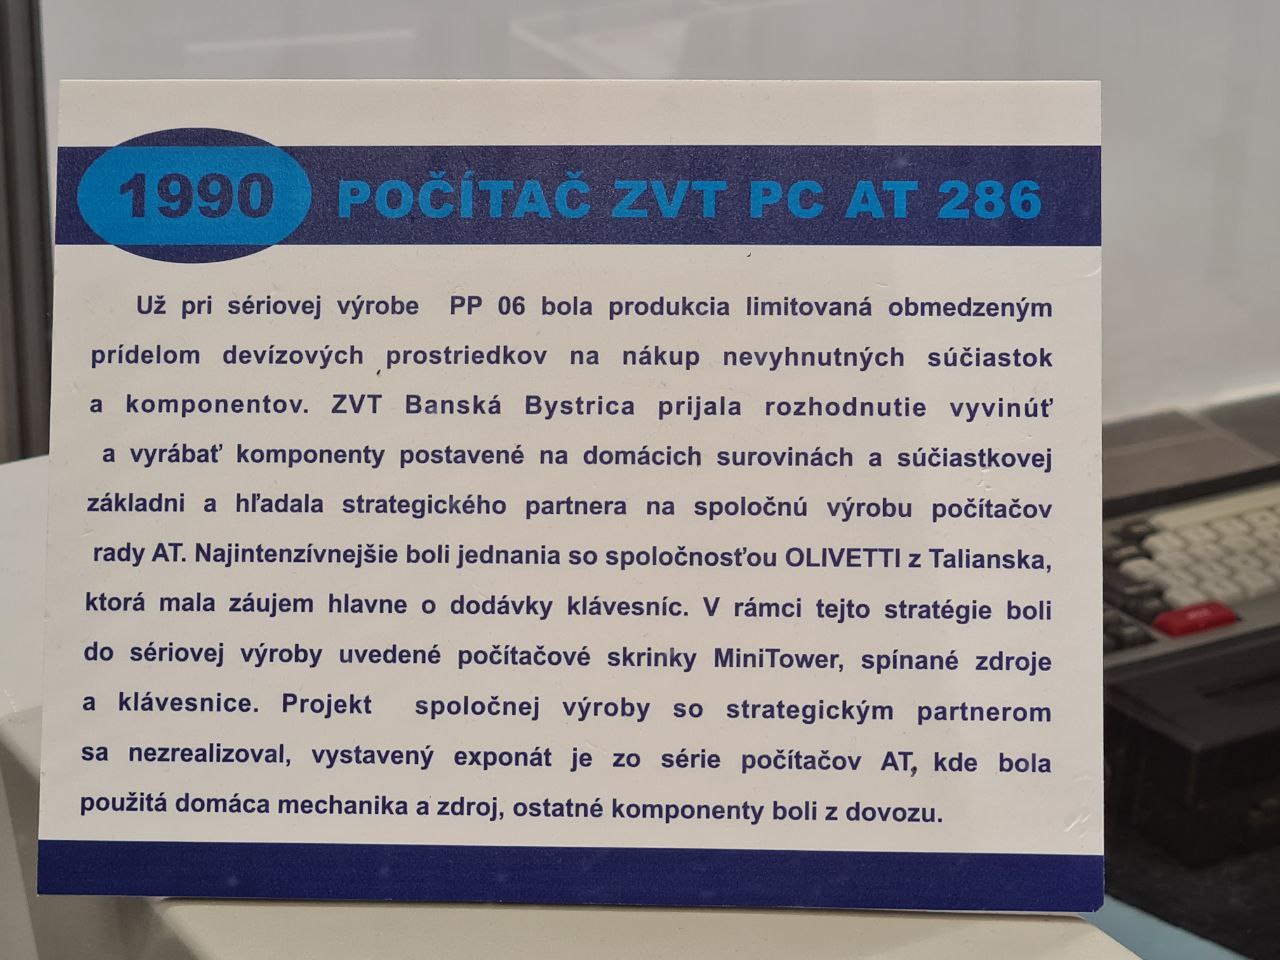 1990 POČÍTAČ ZVT PC AT 286
Už pri sériovej výrobe PP 06 bola produkcia limitovaná obmedzeným
prídelom devízových prostriedkov na nákup nevyhnutných súčiastok
a komponentov. ZVT Banská Bystrica prijala rozhodnutie vyvinúť
a vyrábať komponenty postavené na domácich surovinách a súčiastkovej
základni a hľadala strategického partnera na spoločnú výrobu počítačov
rady AT. Najintenzívnejšie boli jednania so spoločnosťou OLIVETTI z Talianska,
ktorá mala záujem hlavne o dodávky klávesníc. V rámci tejto stratégie boli
do sériovej výroby uvedené počítačové skrinky MiniTower, spínané zdroje
a klávesnice. Projekt spoločnej výroby so strategickým partnerom
sa nezrealizoval, vystavený exponát je zo série počítačov AT, kde bola
použitá domáca mechanika a zdroj, ostatné komponenty boli z dovozu.